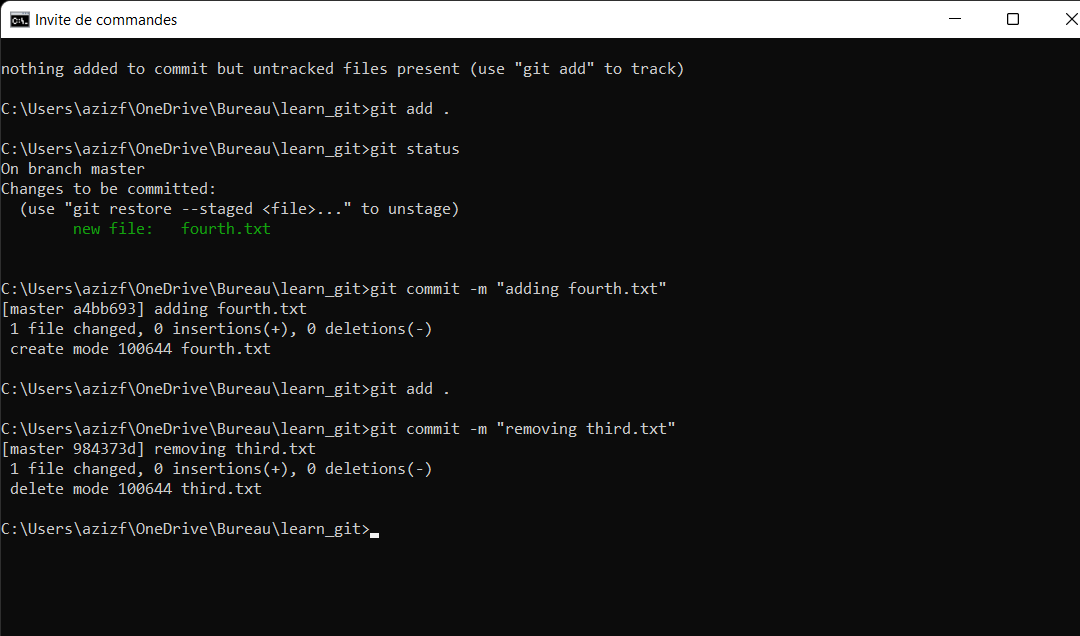 Invite de commandes
nothing added to commit but untracked files present (use "git add" to track)
C:\Users\azizf\OneDrive\Bureau\learn_git>git add .
C:\Users\azizf\OneDrive\Bureau\learn_git>git status
On branch master
Changes to be committed:
  (use "git restore --staged <file>..." to unstage)
        new file:   fourth.txt
C:\Users\azizf\OneDrive\Bureau\learn_git>git commit -m "adding fourth.txt"
[master a4bb693] adding fourth.txt
 1 file changed, 0 insertions(+), 0 deletions(-)
 create mode 100644 fourth.txt
C:\Users\azizf\OneDrive\Bureau\learn_git>git add .
C:\Users\azizf\OneDrive\Bureau\learn_git>git commit -m "removing third.txt"
[master 984373d] removing third.txt
 1 file changed, 0 insertions(+), 0 deletions(-)
 delete mode 100644 third.txt
C:\Users\azizf\OneDrive\Bureau\learn_git>